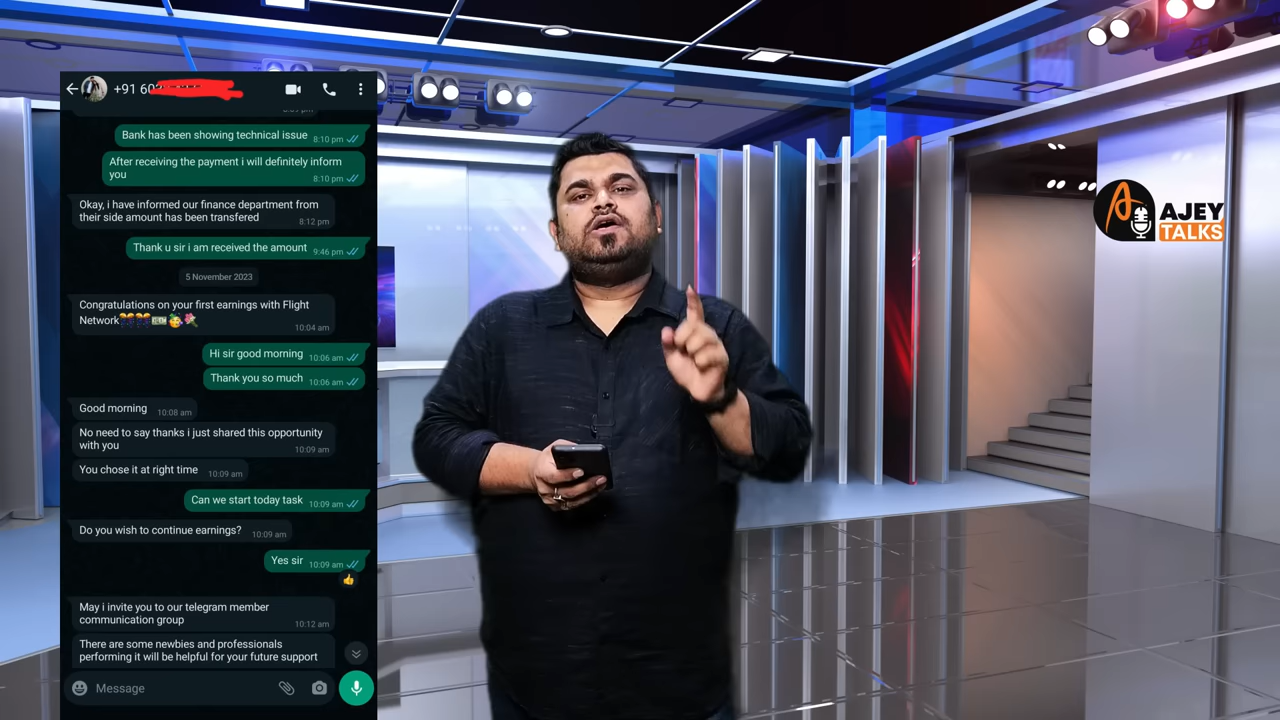 +91 60
Bank has been showing technical issue
8:10 pm
After receiving the payment i will definitely inform
you
8:10 pm
Okay, i have informed our finance department from
their side amount has been transfered
8:12 pm
Thank u sir i am received the amount
9:46 pm
5 November 2023
Congratulations on your first earnings with Flight
Network
10:04 am
Hi sir good morning
10:06 am
Thank you so much
10:06 am
Good morning
10:08 am
No need to say thanks i just shared this opportunity
with you
10:09 am
You chose it at right time
10:09 am
Can we start today task
10:09 am
Do you wish to continue earnings?
10:09 am
Yes sir
10:09 am
May i invite you to our telegram member
communication group
10:12 am
There are some newbies and professionals
performing it will be helpful for your future support
Message
AJEY
TALKS